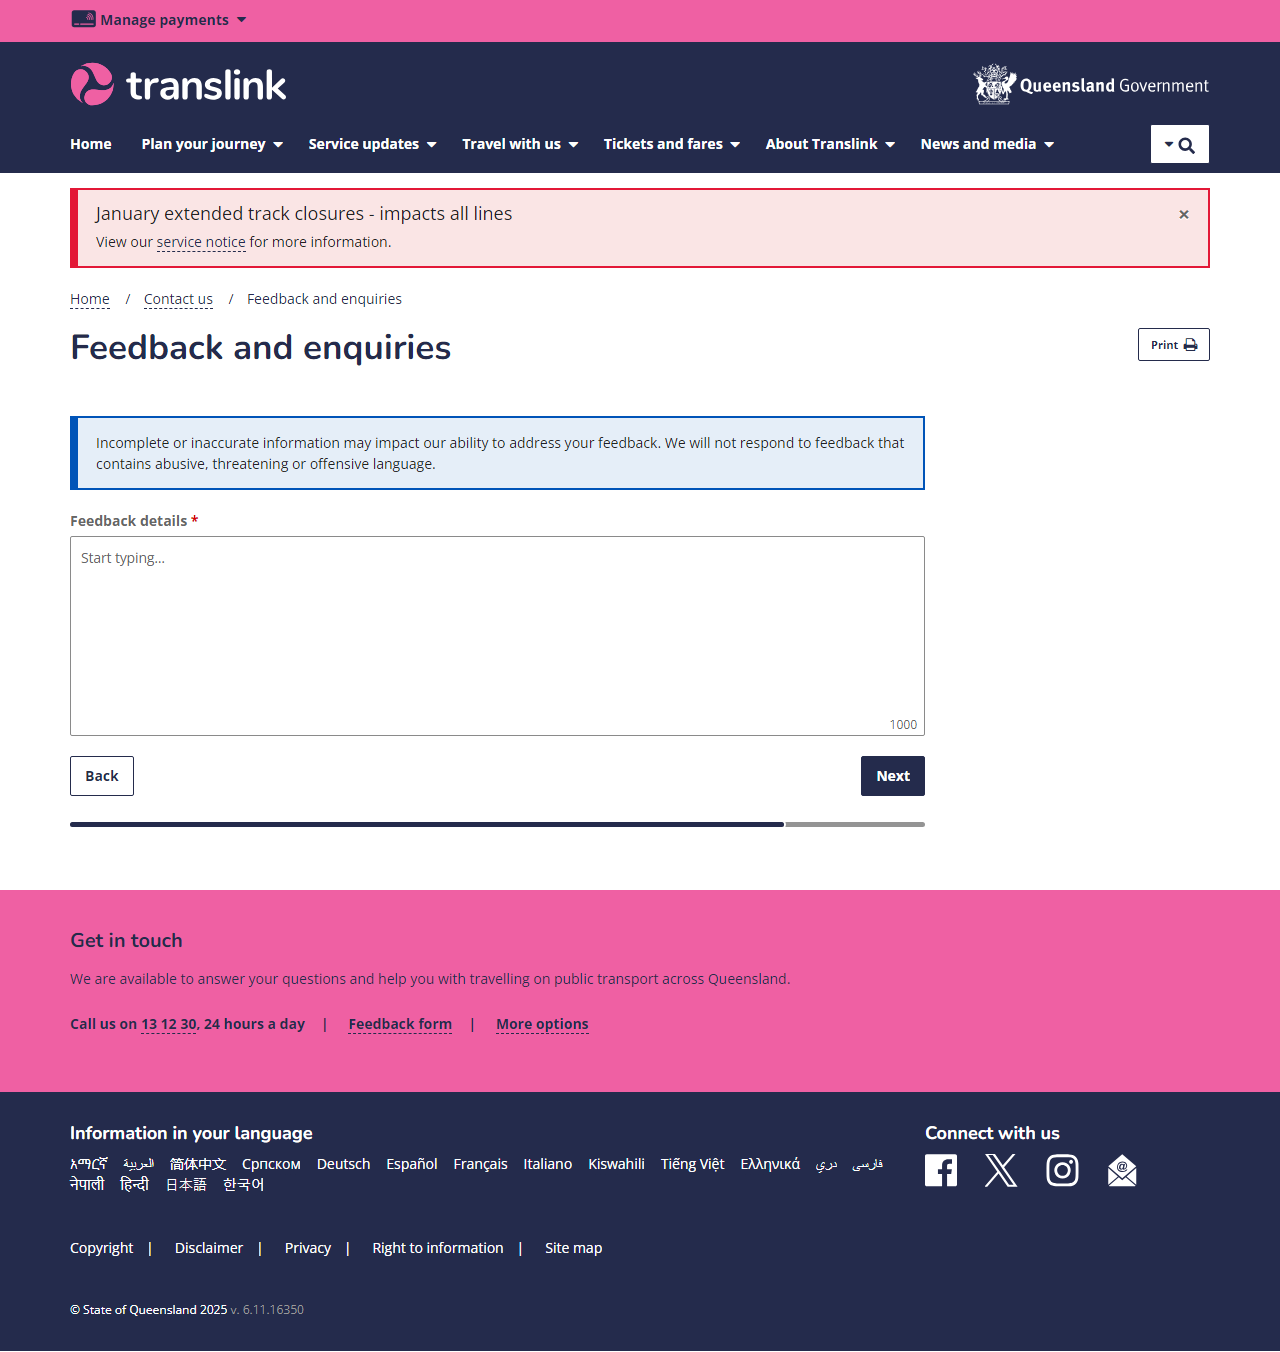 Manage payments
translink
Queensland Government
Home Plan your journey Service updates Travel with us Tickets and fares About Translink News and media
January extended track closures - impacts all lines
×
View our service notice for more information.
Home / Contact us / Feedback and enquiries
Feedback and enquiries
Print
Incomplete or inaccurate information may impact our ability to address your feedback. We will not respond to feedback that
contains abusive, threatening or offensive language.
Feedback details *
Start typing...
1000
Back Next
Get in touch
We are available to answer your questions and help you with travelling on public transport across Queensland.
Call us on 13 12 30, 24 hours a day | Feedback form | More options
Information in your language
አማርኛ العربية 简体中文 Српском Deutsch Español Français Italiano Kiswahili Tiếng Việt Ελληνικά دري فارسی
नेपाली हिन्दी 日本語 한국어
Connect with us
@
Copyright | Disclaimer | Privacy | Right to information | Site map
© State of Queensland 2025 v. 6.11.16350